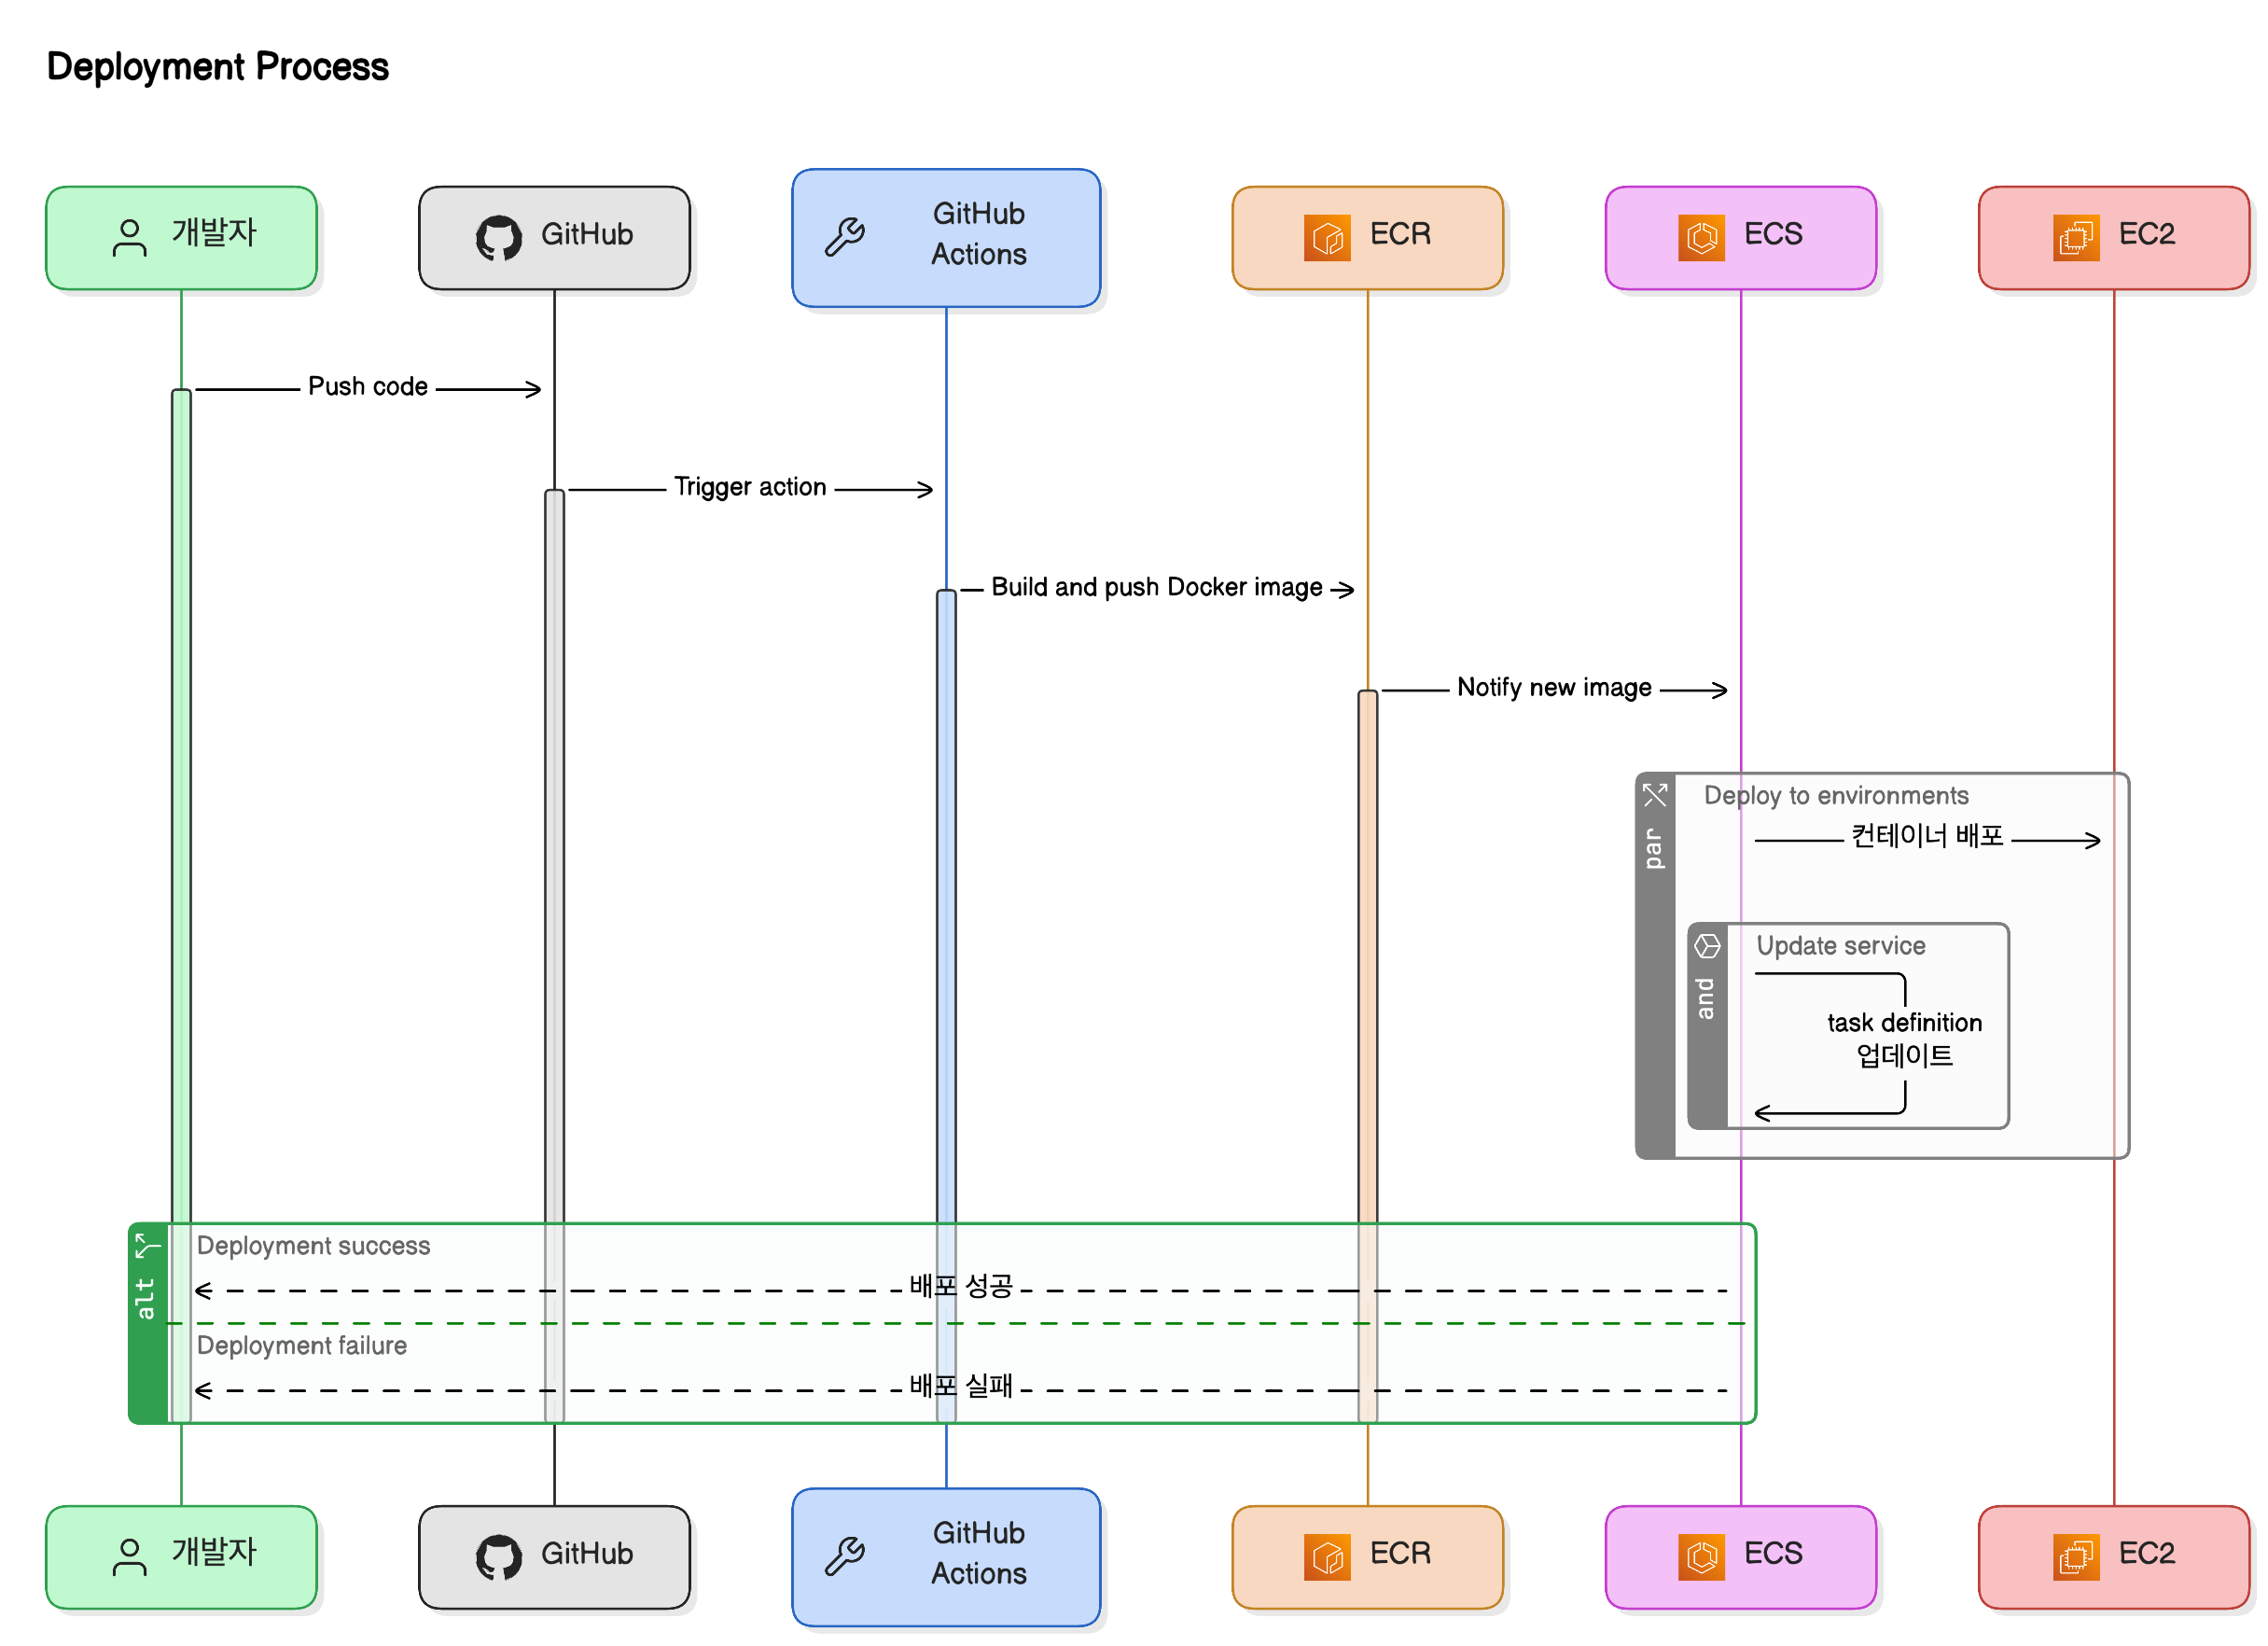 Deployment Process
개발자
GitHub
GitHub
Actions
ECR
ECS
EC2
Push code
Trigger action
Build and push Docker image
Notify new image
par
Deploy to environments
컨테이너 배포
and
Update service
task definition
업데이트
alt
Deployment success
배포 성공
Deployment failure
배포 실패
개발자
GitHub
GitHub
Actions
ECR
ECS
EC2